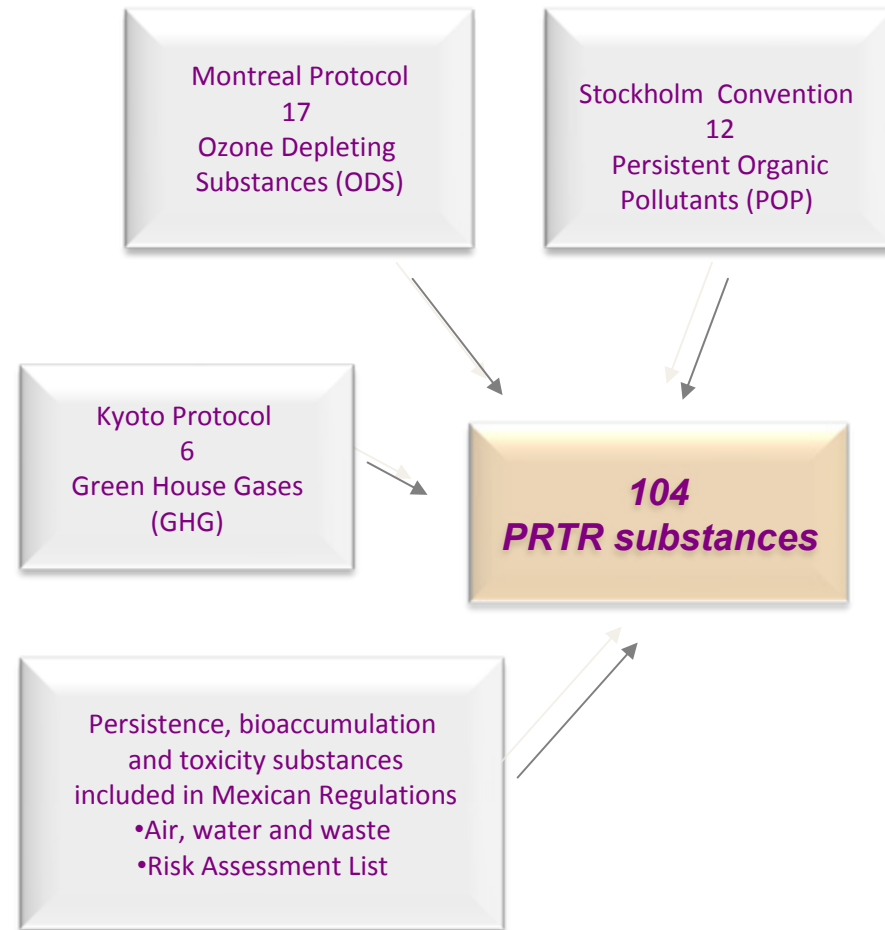 Montreal Protocol
17
Ozone Depleting
Substances (ODS)
Stockholm Convention
12
Persistent Organic
Pollutants (POP)
Kyoto Protocol
6
Green House Gases
(GHG)
104
PRTR substances
Persistence, bioaccumulation
and toxicity substances
included in Mexican Regulations
•Air, water and waste
•Risk Assessment List